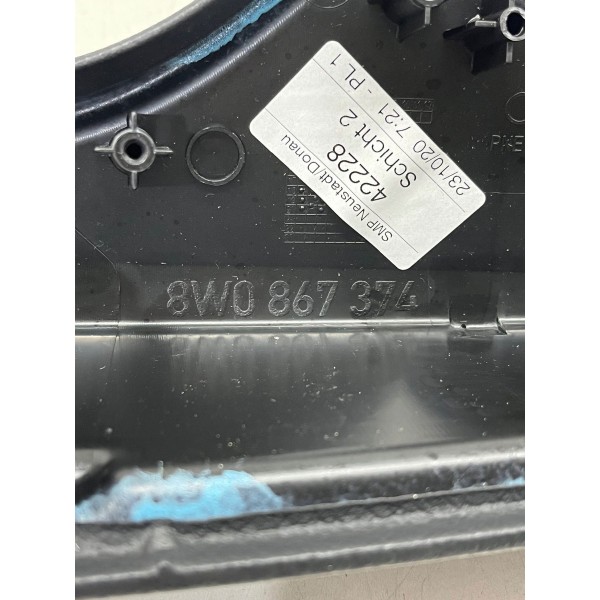 SMP Neustadt/Donau
42228
Schicht 2
23/10/20 7:21 - PL 1
8W0 867 374